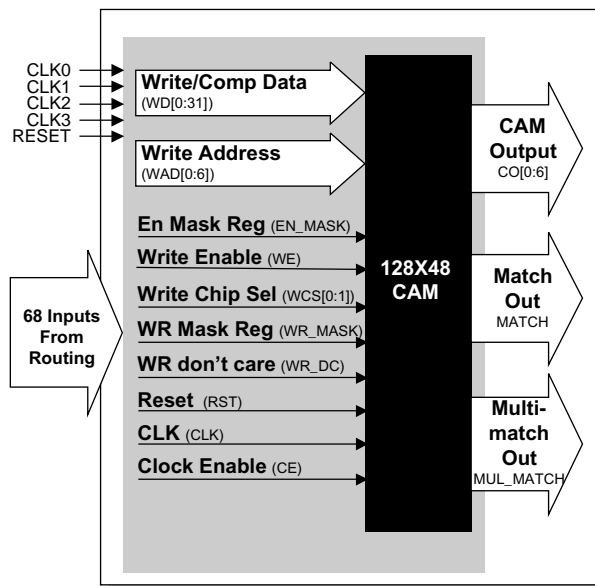 CLK0
CLK1
CLK2
CLK3
RESET
Write/Comp Data
(WD[0:31])
Write Address
(WAD[0:6])
En Mask Reg (EN_MASK)
Write Enable (WE)
Write Chip Sel (WCS[0:1])
WR Mask Reg (WR_MASK)
WR don't care (WR_DC)
Reset (RST)
CLK (CLK)
Clock Enable (CE)
68 Inputs
From
Routing
128X48
CAM
CAM
Output
CO[0:6]
Match
Out
MATCH
Multi-
match
Out
MUL_MATCH